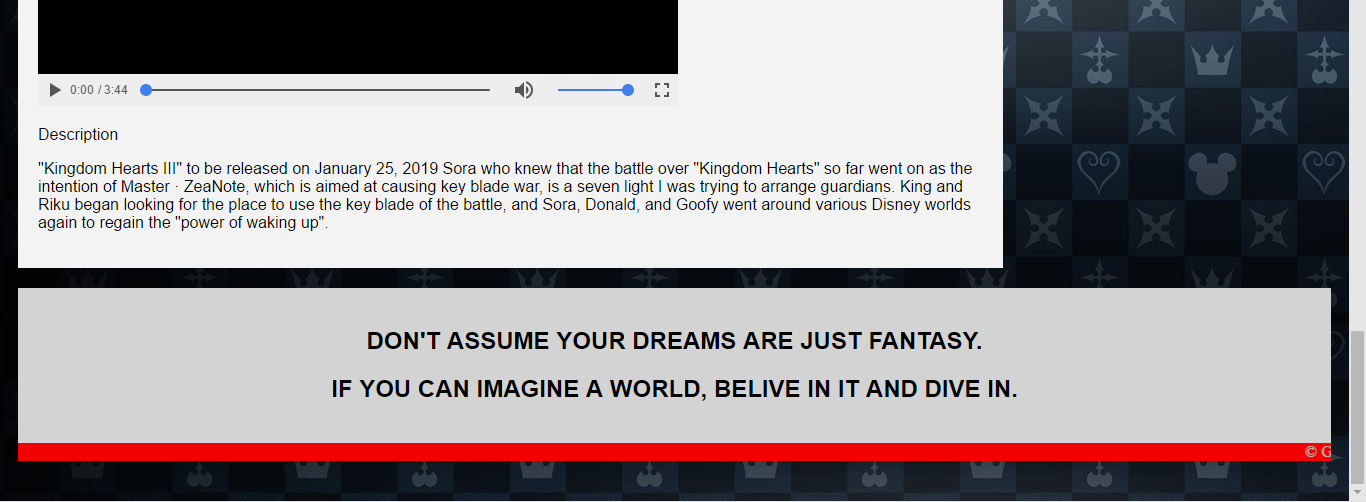 0:00 / 3:44
Description
"Kingdom Hearts III" to be released on January 25, 2019 Sora who knew that the battle over "Kingdom Hearts" so far went on as the
intention of Master · ZeaNote, which is aimed at causing key blade war, is a seven light I was trying to arrange guardians. King and
Riku began looking for the place to use the key blade of the battle, and Sora, Donald, and Goofy went around various Disney worlds
again to regain the "power of waking up".
DON'T ASSUME YOUR DREAMS ARE JUST FANTASY.
IF YOU CAN IMAGINE A WORLD, BELIVE IN IT AND DIVE IN.
© G